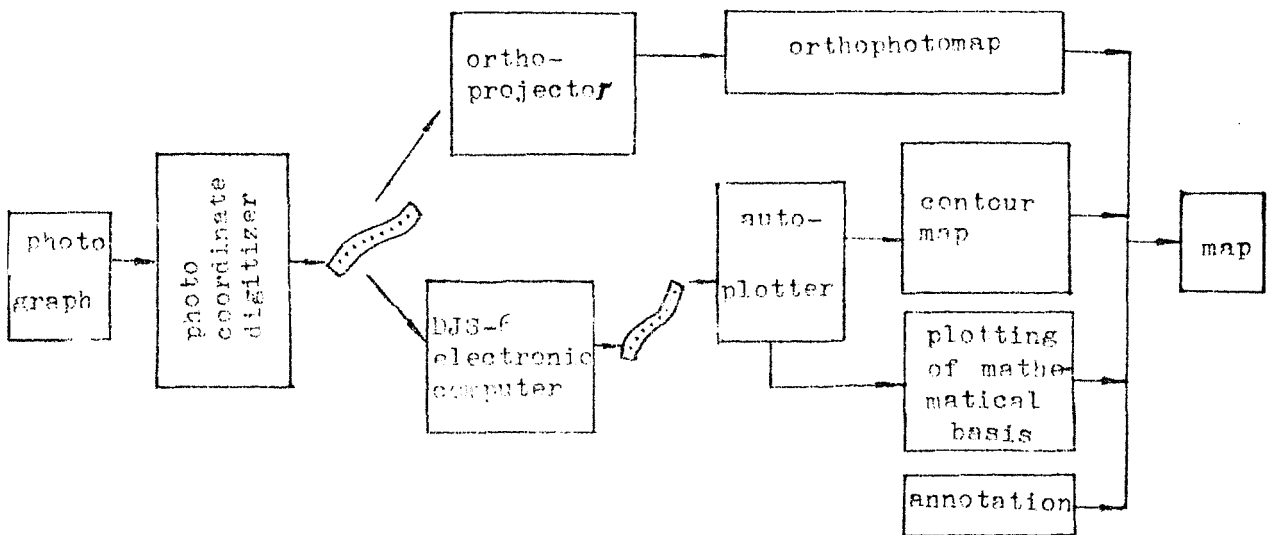 photo
graph
photo
coordinate
digitizer
ortho-
projector
orthophotomap
DJS-6
electronic
computer
auto-
plotter
contour
map
plotting
of mathe-
matical
basis
annotation
map